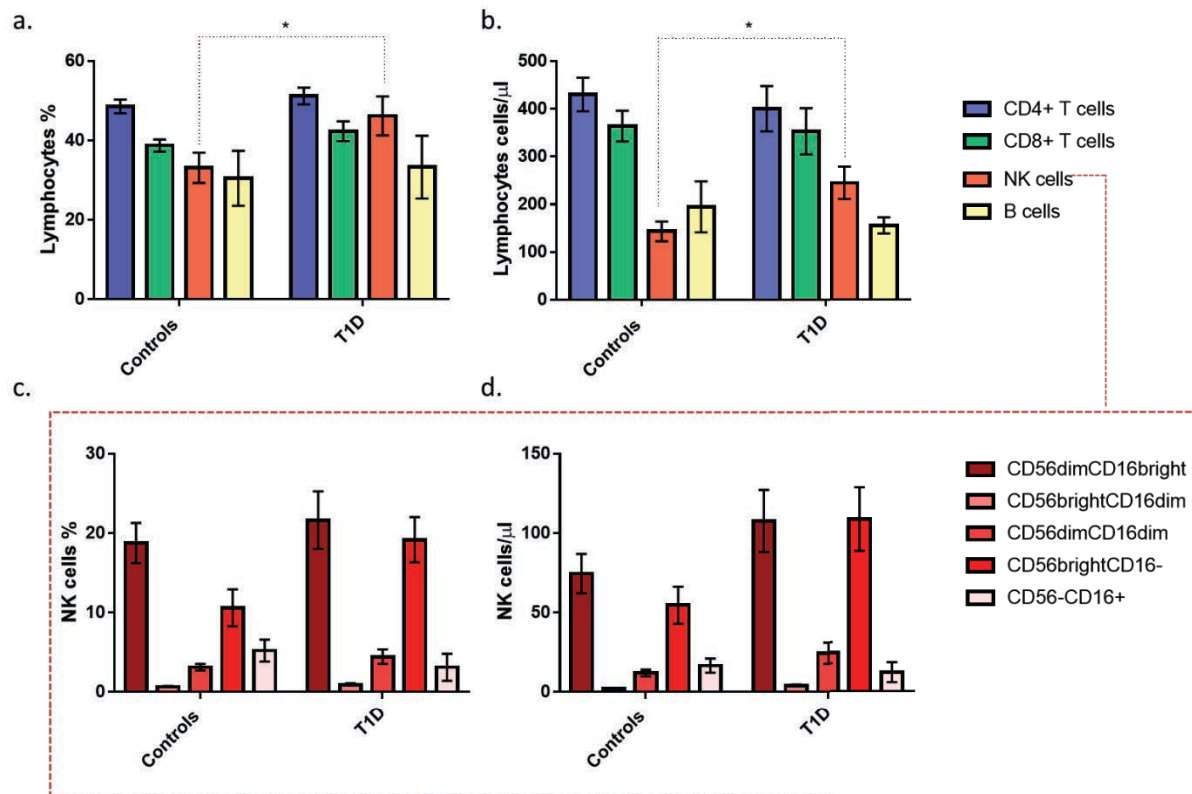 a.
*
Lymphocytes %
60
40
20
0
Controls
T1D
b.
*
Lymphocytes cells/µl
500
400
300
200
100
0
Controls
T1D
CD4+ T cells
CD8+ T cells
NK cells
B cells
c.
NK cells %
30
20
10
0
Controls
T1D
d.
NK cells/µl
150
100
50
0
Controls
T1D
CD56dimCD16bright
CD56brightCD16dim
CD56dimCD16dim
CD56brightCD16-
CD56-CD16+